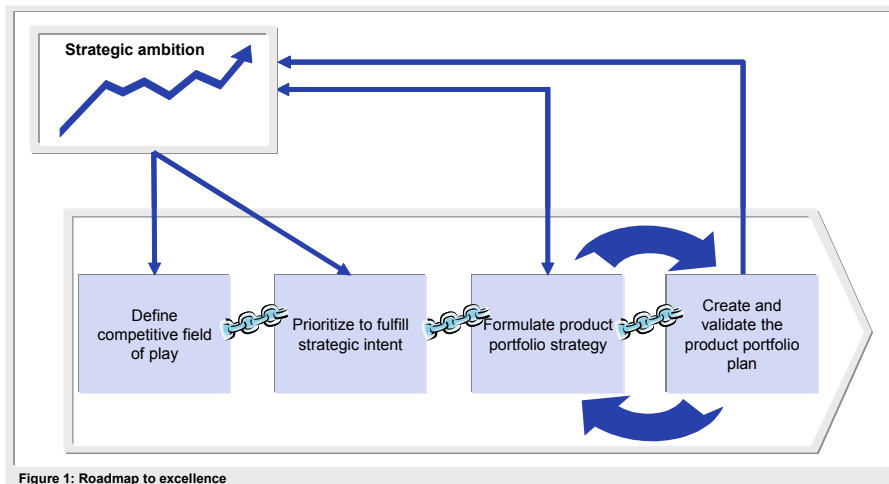 Strategic ambition
Define
competitive field
of play
Prioritize to fulfill
strategic intent
Formulate product
portfolio strategy
Create and
validate the
product portfolio
plan
Figure 1: Roadmap to excellence